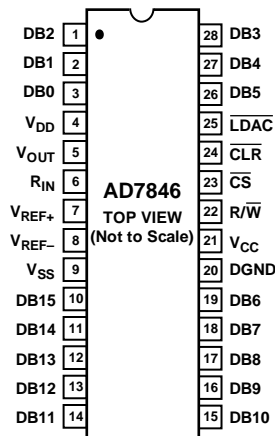 DB2 1 28 DB3
DB1 2 27 DB4
DB0 3 26 DB5
VDD 4 25 LDAC
VOUT 5 24 CLR
RIN 6 23 CS
AD7846
VREF+ 7 22 R/W
TOP VIEW
VREF– 8 21 VCC
(Not to Scale)
VSS 9 20 DGND
DB15 10 19 DB6
DB14 11 18 DB7
DB13 12 17 DB8
DB12 13 16 DB9
DB11 14 15 DB10